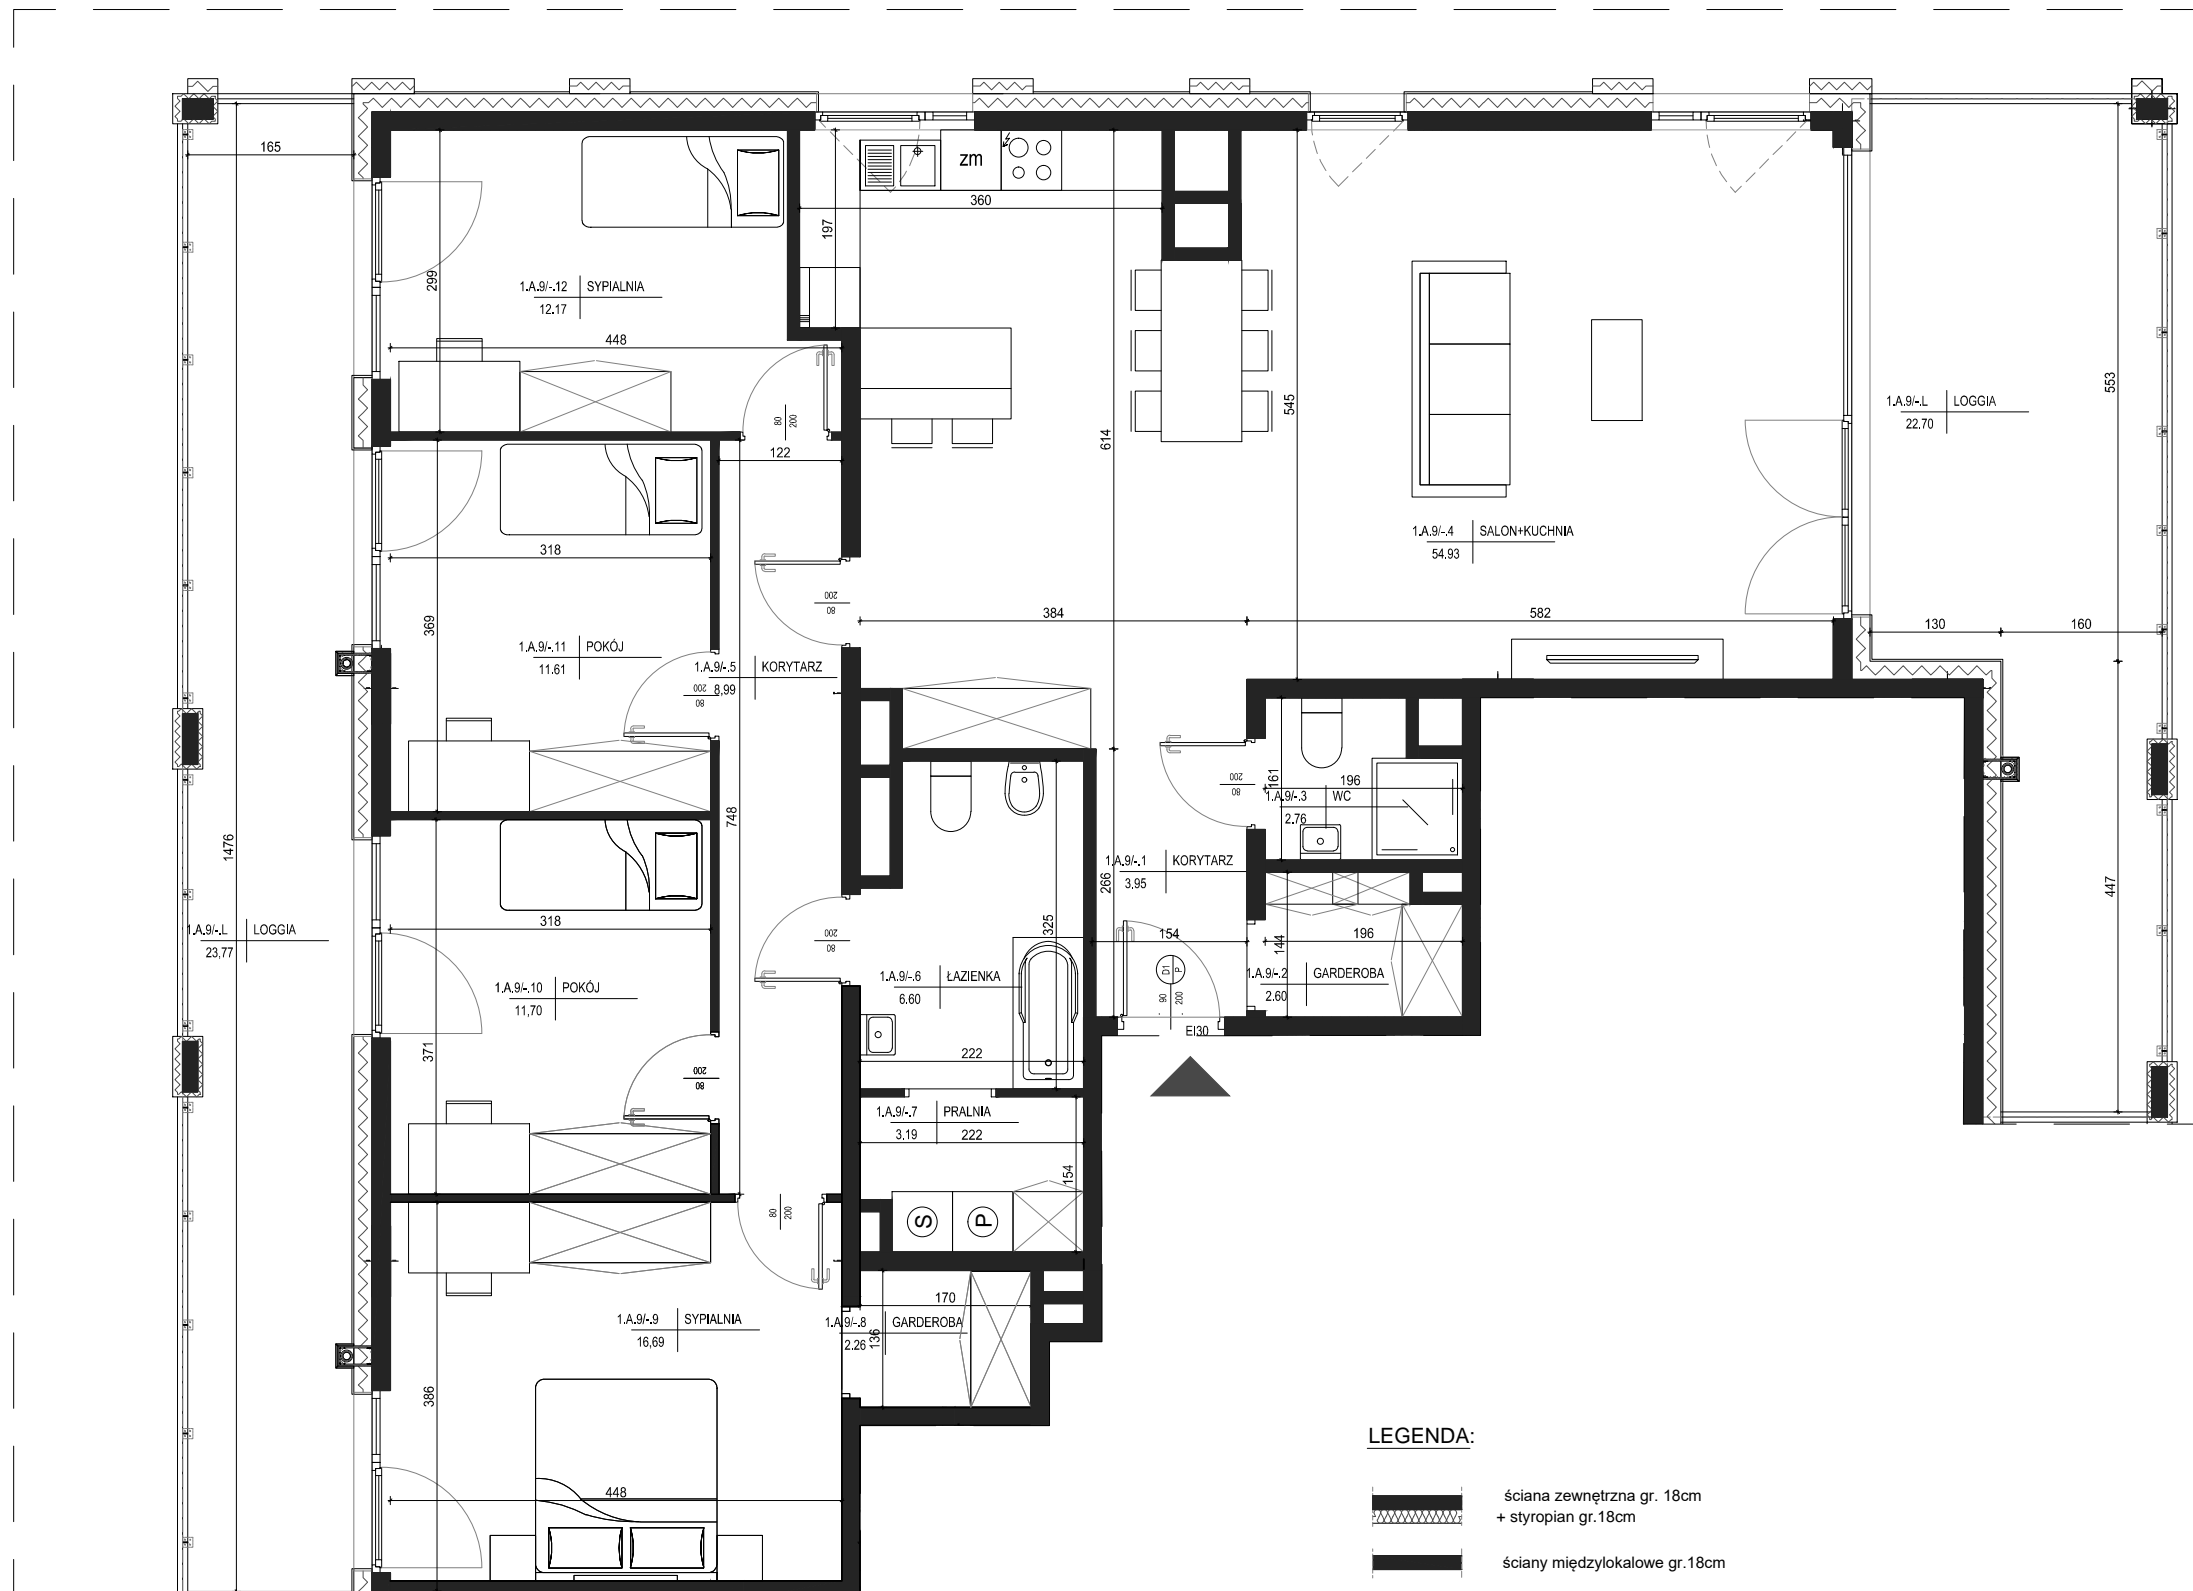 165
zm
360
197
299
1.A.9/-.12 SYPIALNIA
12.17
448
80
200
122
545
614
553
1.A.9/-.L LOGGIA
22.70
318
1.A.9/-.4 SALON+KUCHNIA
54.93
200
80
384
582
130
160
369
1.A.9/-.11 POKÓJ
11.61
1.A.9/-.5 KORYTARZ
8,99
200
80
200
80
161
196
1.A.9/-.3 WC
2.76
748
1476
1.A.9/-.1 KORYTARZ
3,95
266
447
318
325
1.A.9/-.L LOGGIA
23,77
200
80
154
144
196
1.A.9/-.6 ŁAZIENKA
6.60
D1
P
90
200
1.A.9/-.2 GARDEROBA
2.60
1.A.9/-.10 POKÓJ
11,70
EI30
371
222
200
80
1.A.9/-.7 PRALNIA
3.19
222
154
80
200
S
P
170
1.A.9/-.9 SYPIALNIA
16,69
1.A.9/-.8 GARDEROBA
2.26
136
386
448
LEGENDA:
ściana zewnętrzna gr. 18cm
+ styropian gr.18cm
ściany międzylokalowe gr.18cm